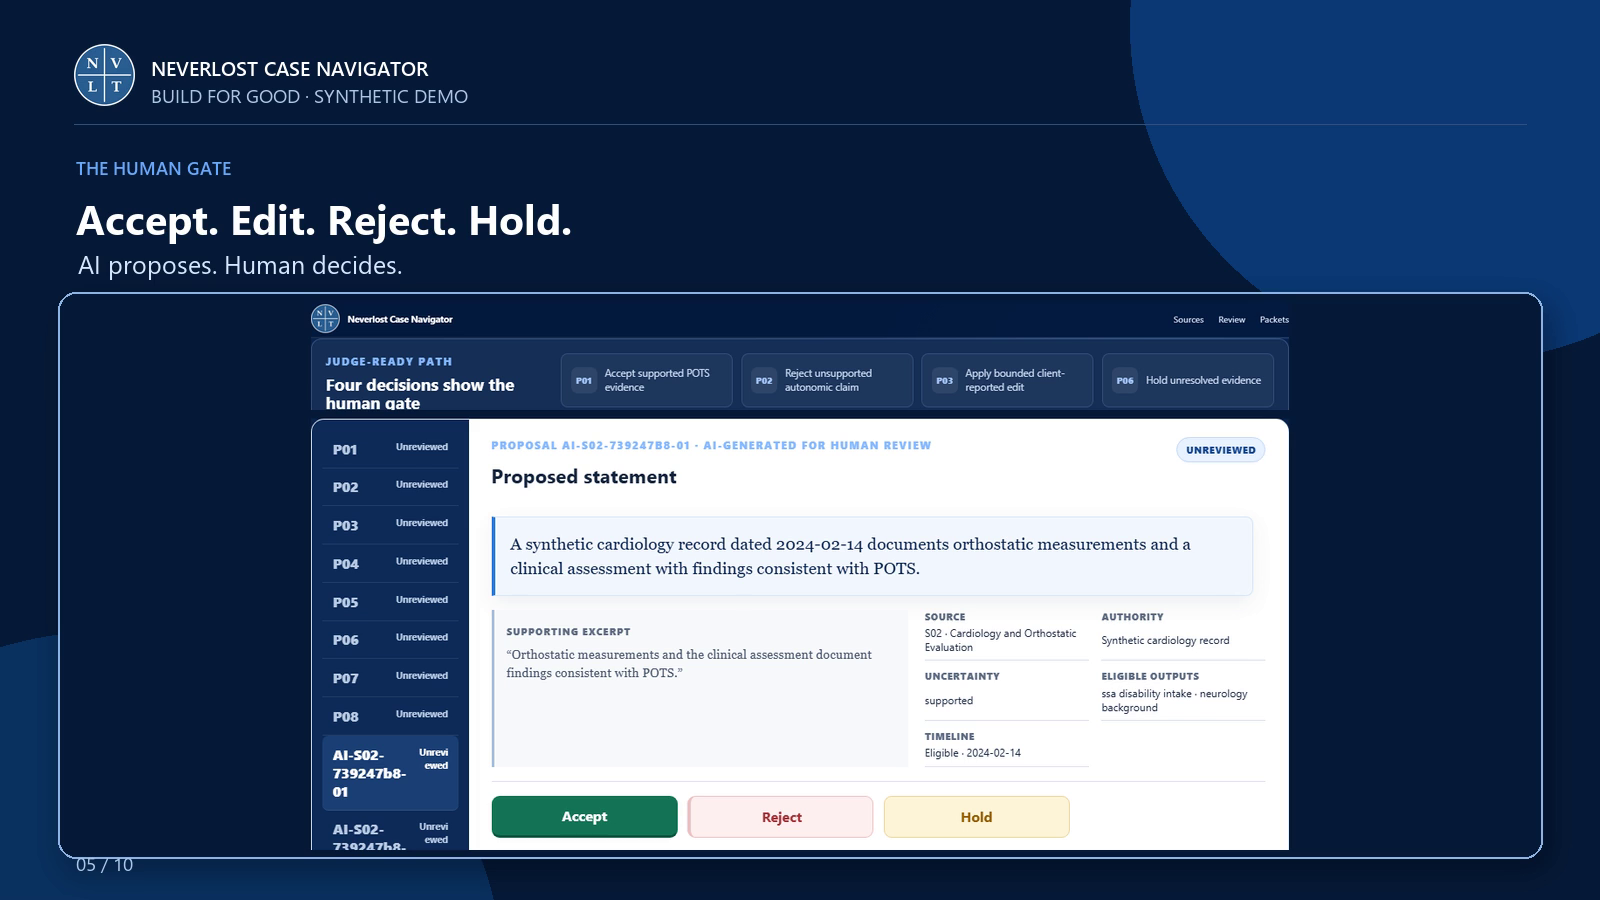 N V
L T
NEVERLOST CASE NAVIGATOR
BUILD FOR GOOD · SYNTHETIC DEMO
THE HUMAN GATE
Accept. Edit. Reject. Hold.
AI proposes. Human decides.
N V
L T
Neverlost Case Navigator
Sources Review Packets
JUDGE-READY PATH
Four decisions show the
human gate
P01 Accept supported POTS
evidence
P02 Reject unsupported
autonomic claim
P03 Apply bounded client-
reported edit
P06 Hold unresolved evidence
P01 Unreviewed
P02 Unreviewed
P03 Unreviewed
P04 Unreviewed
P05 Unreviewed
P06 Unreviewed
P07 Unreviewed
P08 Unreviewed
AI-S02- Unrevi
739247b8- ewed
01
AI-S02- Unrevi
739247b8- ewed
PROPOSAL AI-S02-739247B8-01 · AI-GENERATED FOR HUMAN REVIEW
UNREVIEWED
Proposed statement
A synthetic cardiology record dated 2024-02-14 documents orthostatic measurements and a
clinical assessment with findings consistent with POTS.
SUPPORTING EXCERPT
“Orthostatic measurements and the clinical assessment document
findings consistent with POTS.”
SOURCE
S02 · Cardiology and Orthostatic
Evaluation
AUTHORITY
Synthetic cardiology record
UNCERTAINTY
supported
ELIGIBLE OUTPUTS
ssa disability intake · neurology
background
TIMELINE
Eligible · 2024-02-14
Accept
Reject
Hold
05 / 10